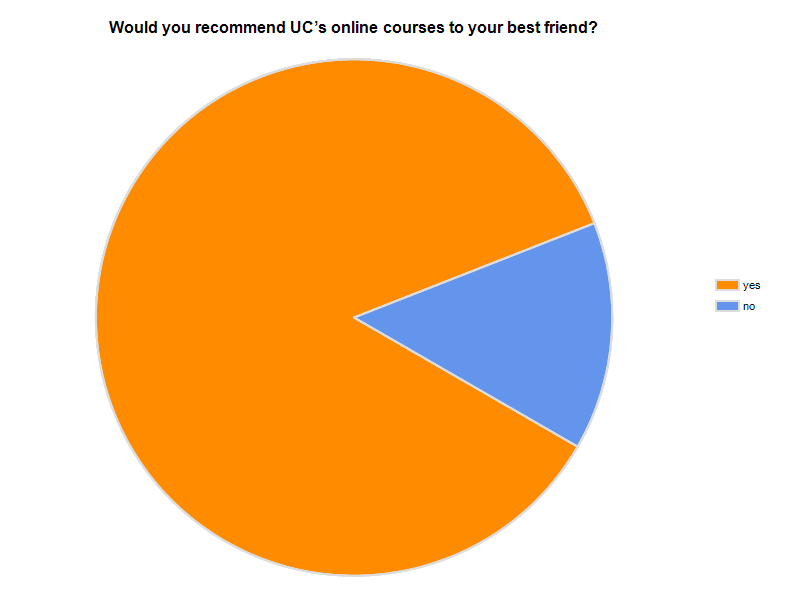 Would you recommend UC’s online courses to your best friend?
yes
no